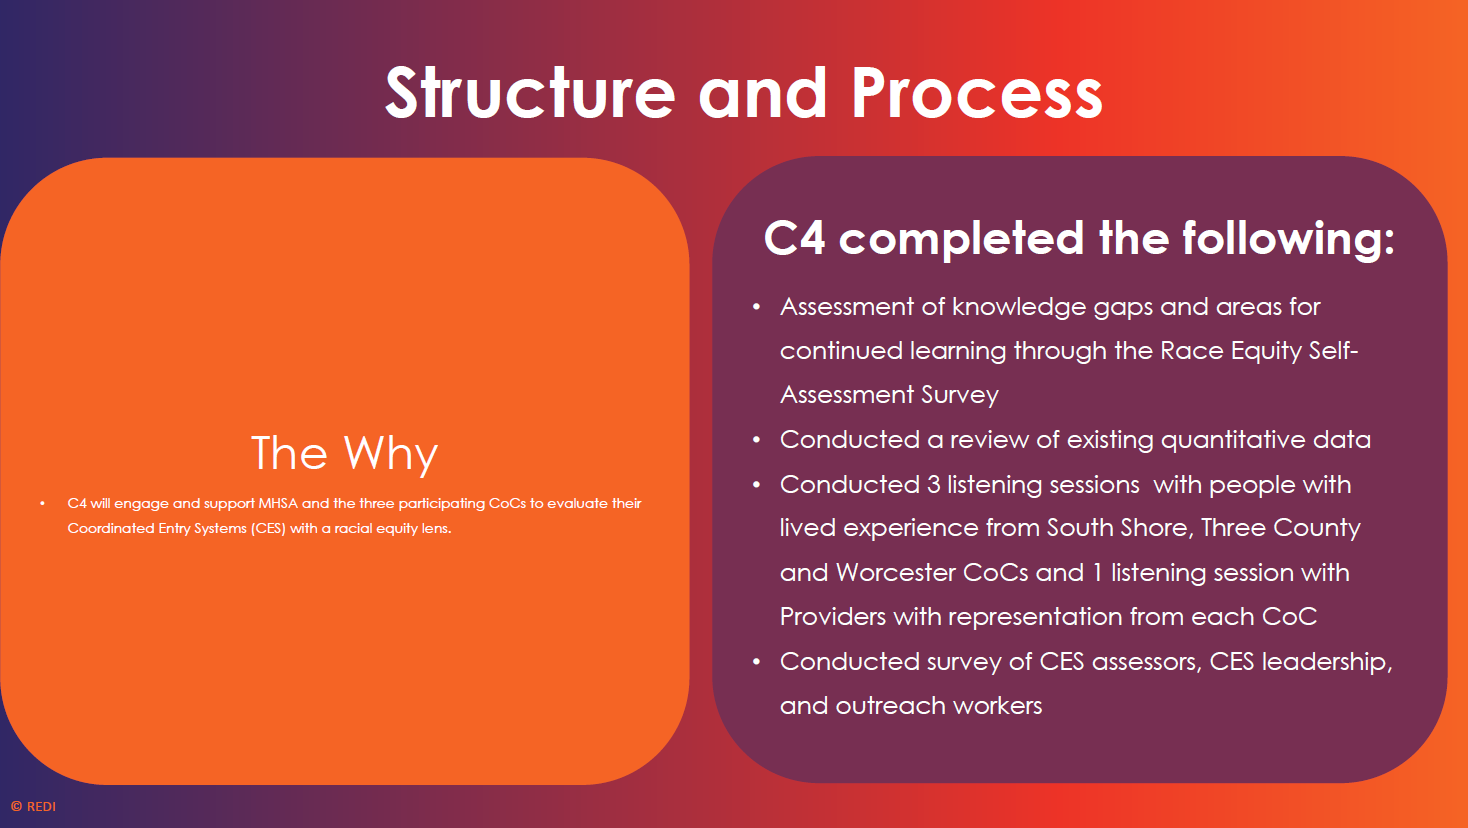 Structure and Process
The Why
• C4 will engage and support MHSA and the three participating CoCs to evaluate their
Coordinated Entry Systems (CES) with a racial equity lens.
C4 completed the following:
• Assessment of knowledge gaps and areas for
continued learning through the Race Equity Self-
Assessment Survey
• Conducted a review of existing quantitative data
• Conducted 3 listening sessions  with people with
lived experience from South Shore, Three County
and Worcester CoCs and 1 listening session with
Providers with representation from each CoC
• Conducted survey of CES assessors, CES leadership,
and outreach workers
© REDI